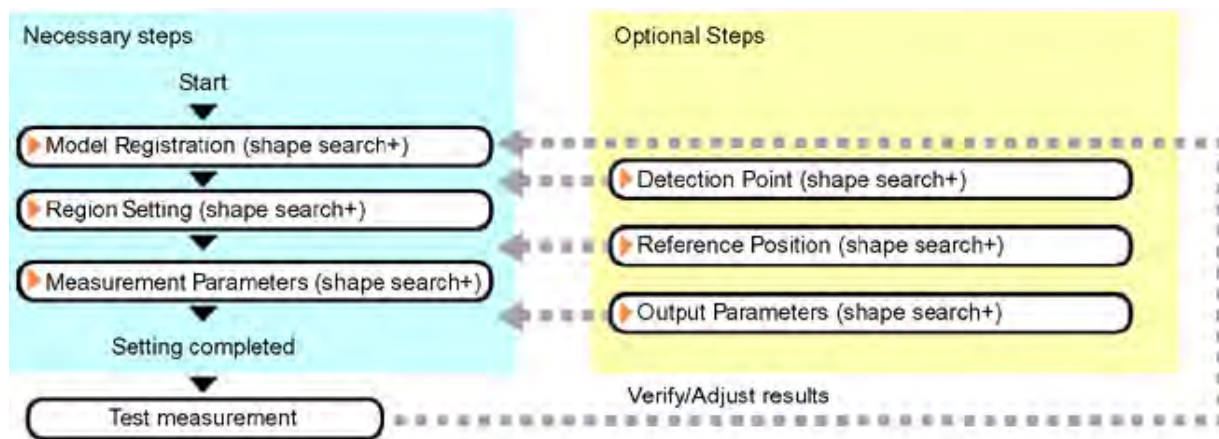 Necessary steps
Start
Model Registration (shape search+)
Region Setting (shape search+)
Measurement Parameters (shape search+)
Setting completed
Test measurement
Optional Steps
Detection Point (shape search+)
Reference Position (shape search+)
Output Parameters (shape search+)
Verify/Adjust results